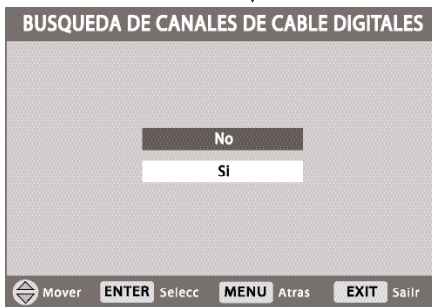 BUSQUEDA DE CANALES DE CABLE DIGITALES
No
Si
Mover ENTER Selecc MENU Atras EXIT Sailr